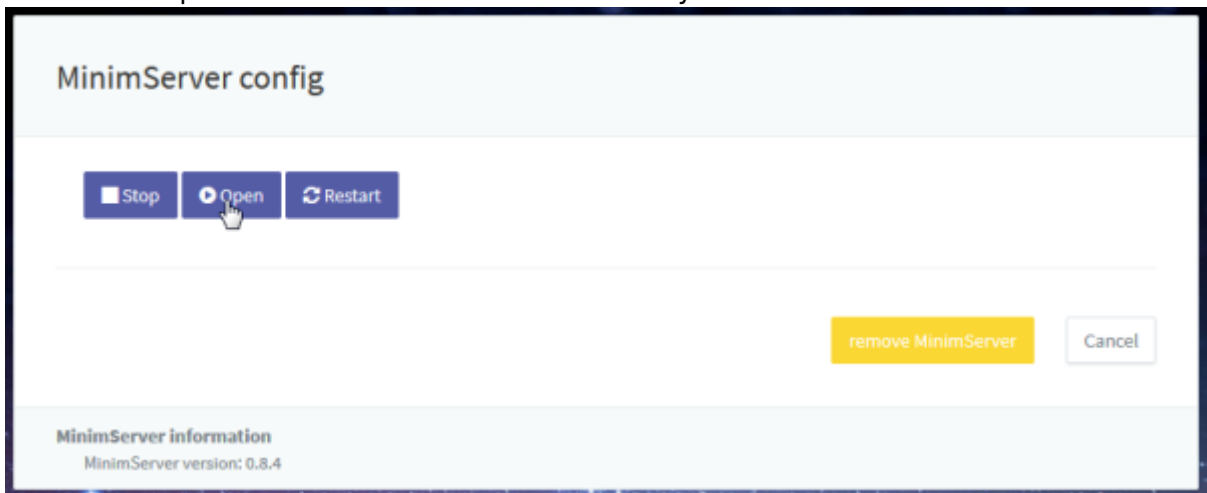 MinimServer config
Stop Open Restart
remove MinimServer Cancel
MinimServer information
MinimServer version: 0.8.4